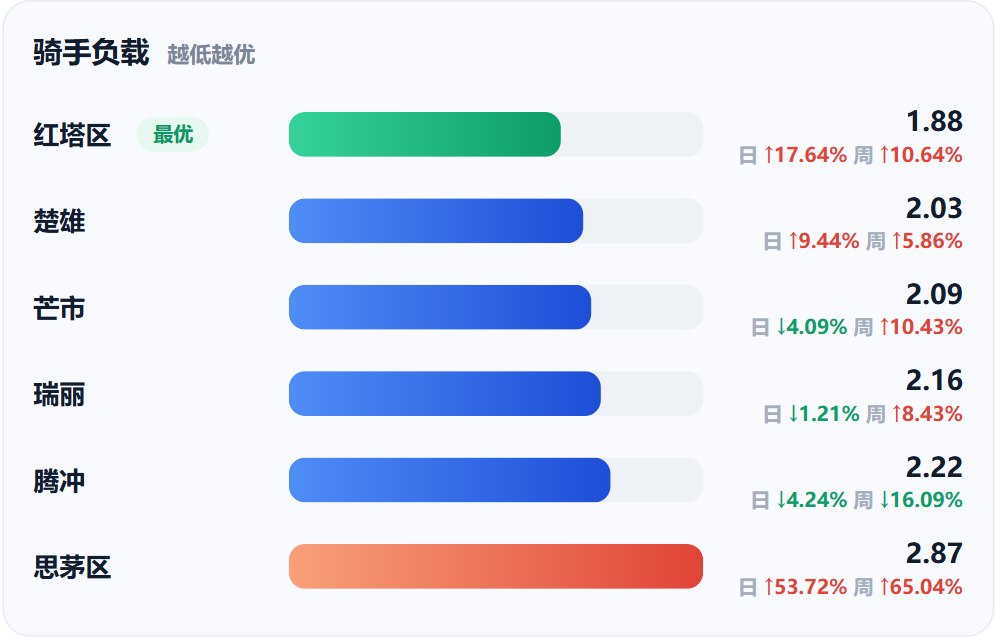 骑手负载 越低越优
红塔区 最优 1.88
日 ↑17.64% 周 ↑10.64%
楚雄 2.03
日 ↑9.44% 周 ↑5.86%
芒市 2.09
日 ↓4.09% 周 ↑10.43%
瑞丽 2.16
日 ↓1.21% 周 ↑8.43%
腾冲 2.22
日 ↓4.24% 周 ↓16.09%
思茅区 2.87
日 ↑53.72% 周 ↑65.04%